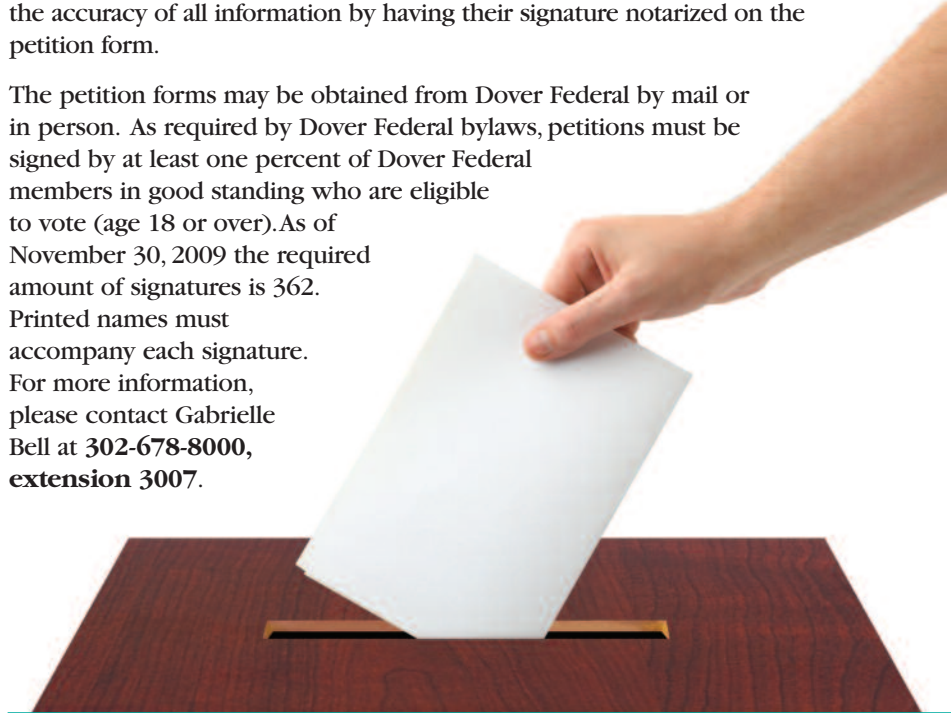 the accuracy of all information by having their signature notarized on the
petition form.
The petition forms may be obtained from Dover Federal by mail or
in person. As required by Dover Federal bylaws, petitions must be
signed by at least one percent of Dover Federal
members in good standing who are eligible
to vote (age 18 or over).As of
November 30, 2009 the required
amount of signatures is 362.
Printed names must
accompany each signature.
For more information,
please contact Gabrielle
Bell at 302-678-8000,
extension 3007.